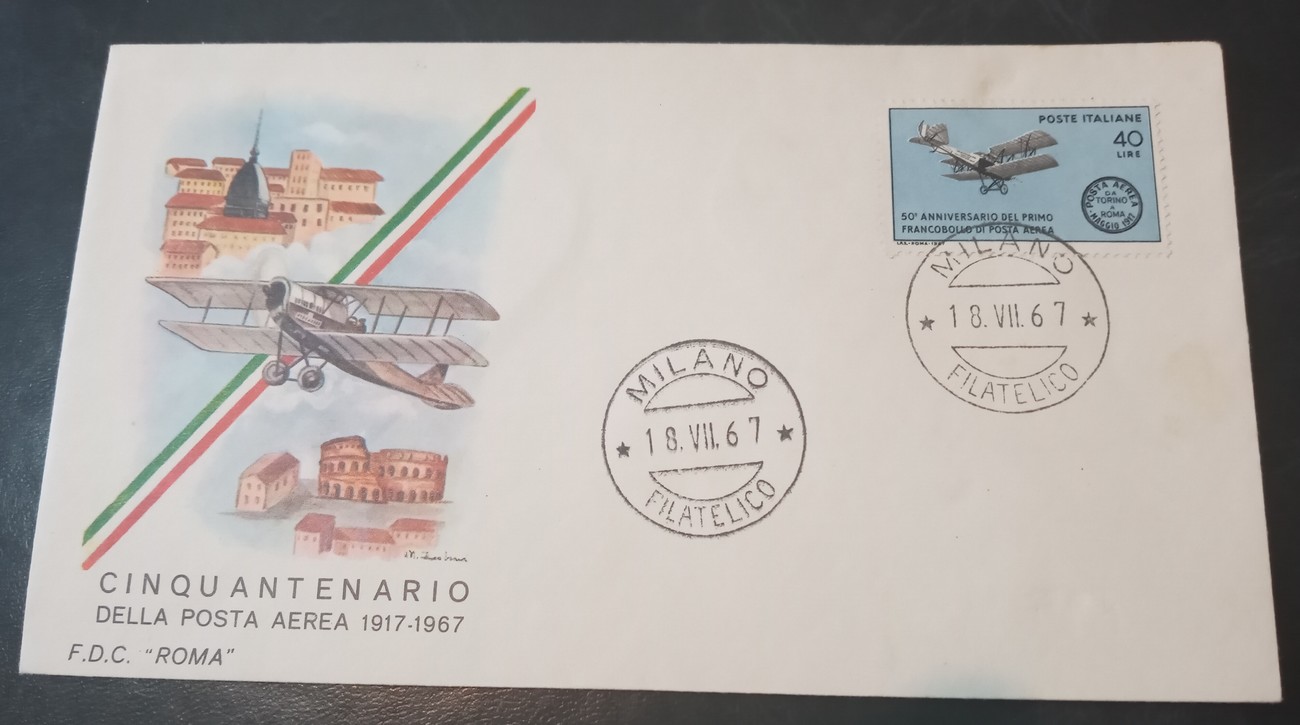 POSTE ITALIANE
40
LIRE
POSTA AEREA
DA
TORINO
A
ROMA
MAGGIO 1917
50° ANNIVERSARIO DEL PRIMO
FRANCOBOLLO DI POSTA AEREA
MILANO
18.VII.67
FILATELICO
MILANO
18.VII.67
FILATELICO
CINQUANTENARIO
DELLA POSTA AEREA 1917-1967
F.D.C. "ROMA"